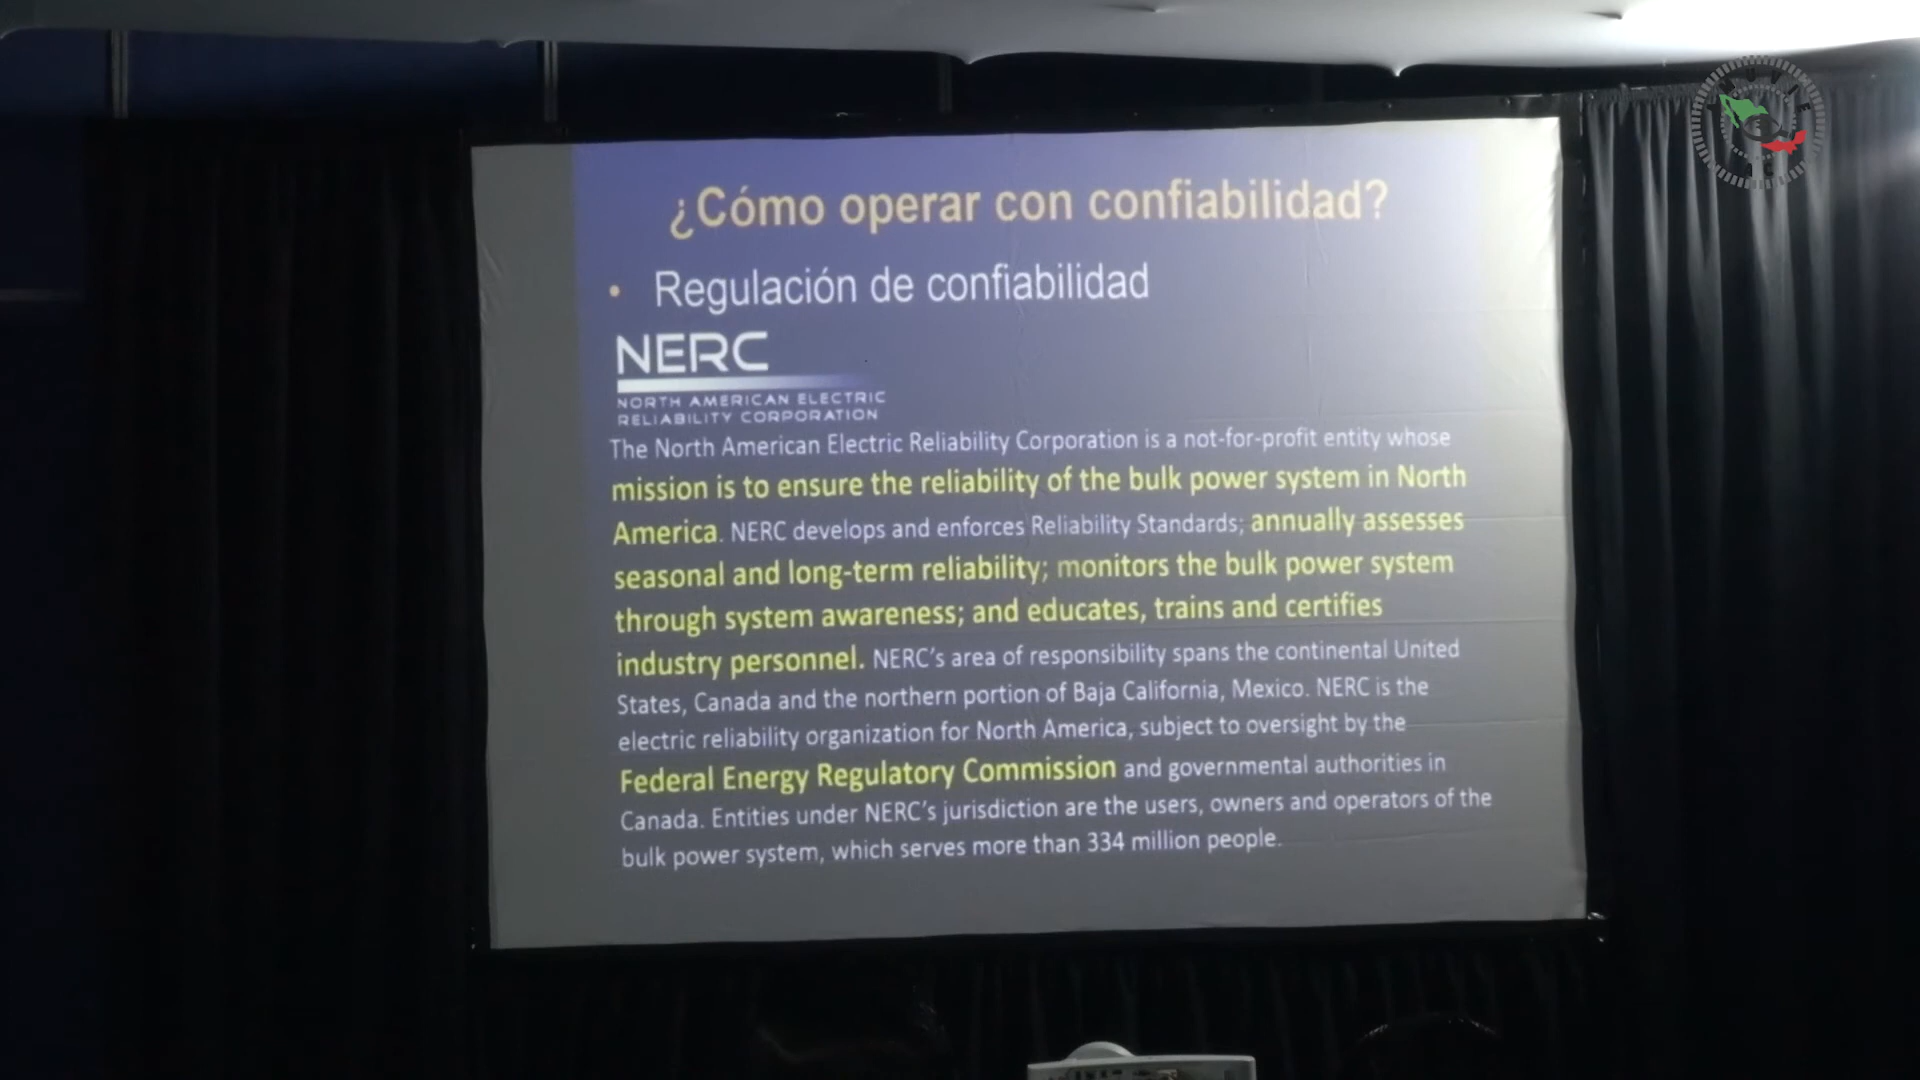 ¿Cómo operar con confiabilidad?
• Regulación de confiabilidad
NERC
NORTH AMERICAN ELECTRIC
RELIABILITY CORPORATION
The North American Electric Reliability Corporation is a not-for-profit entity whose
mission is to ensure the reliability of the bulk power system in North
America. NERC develops and enforces Reliability Standards; annually assesses
seasonal and long-term reliability; monitors the bulk power system
through system awareness; and educates, trains and certifies
industry personnel. NERC's area of responsibility spans the continental United
States, Canada and the northern portion of Baja California, Mexico. NERC is the
electric reliability organization for North America, subject to oversight by the
Federal Energy Regulatory Commission and governmental authorities in
Canada. Entities under NERC's jurisdiction are the users, owners and operators of the
bulk power system, which serves more than 334 million people.